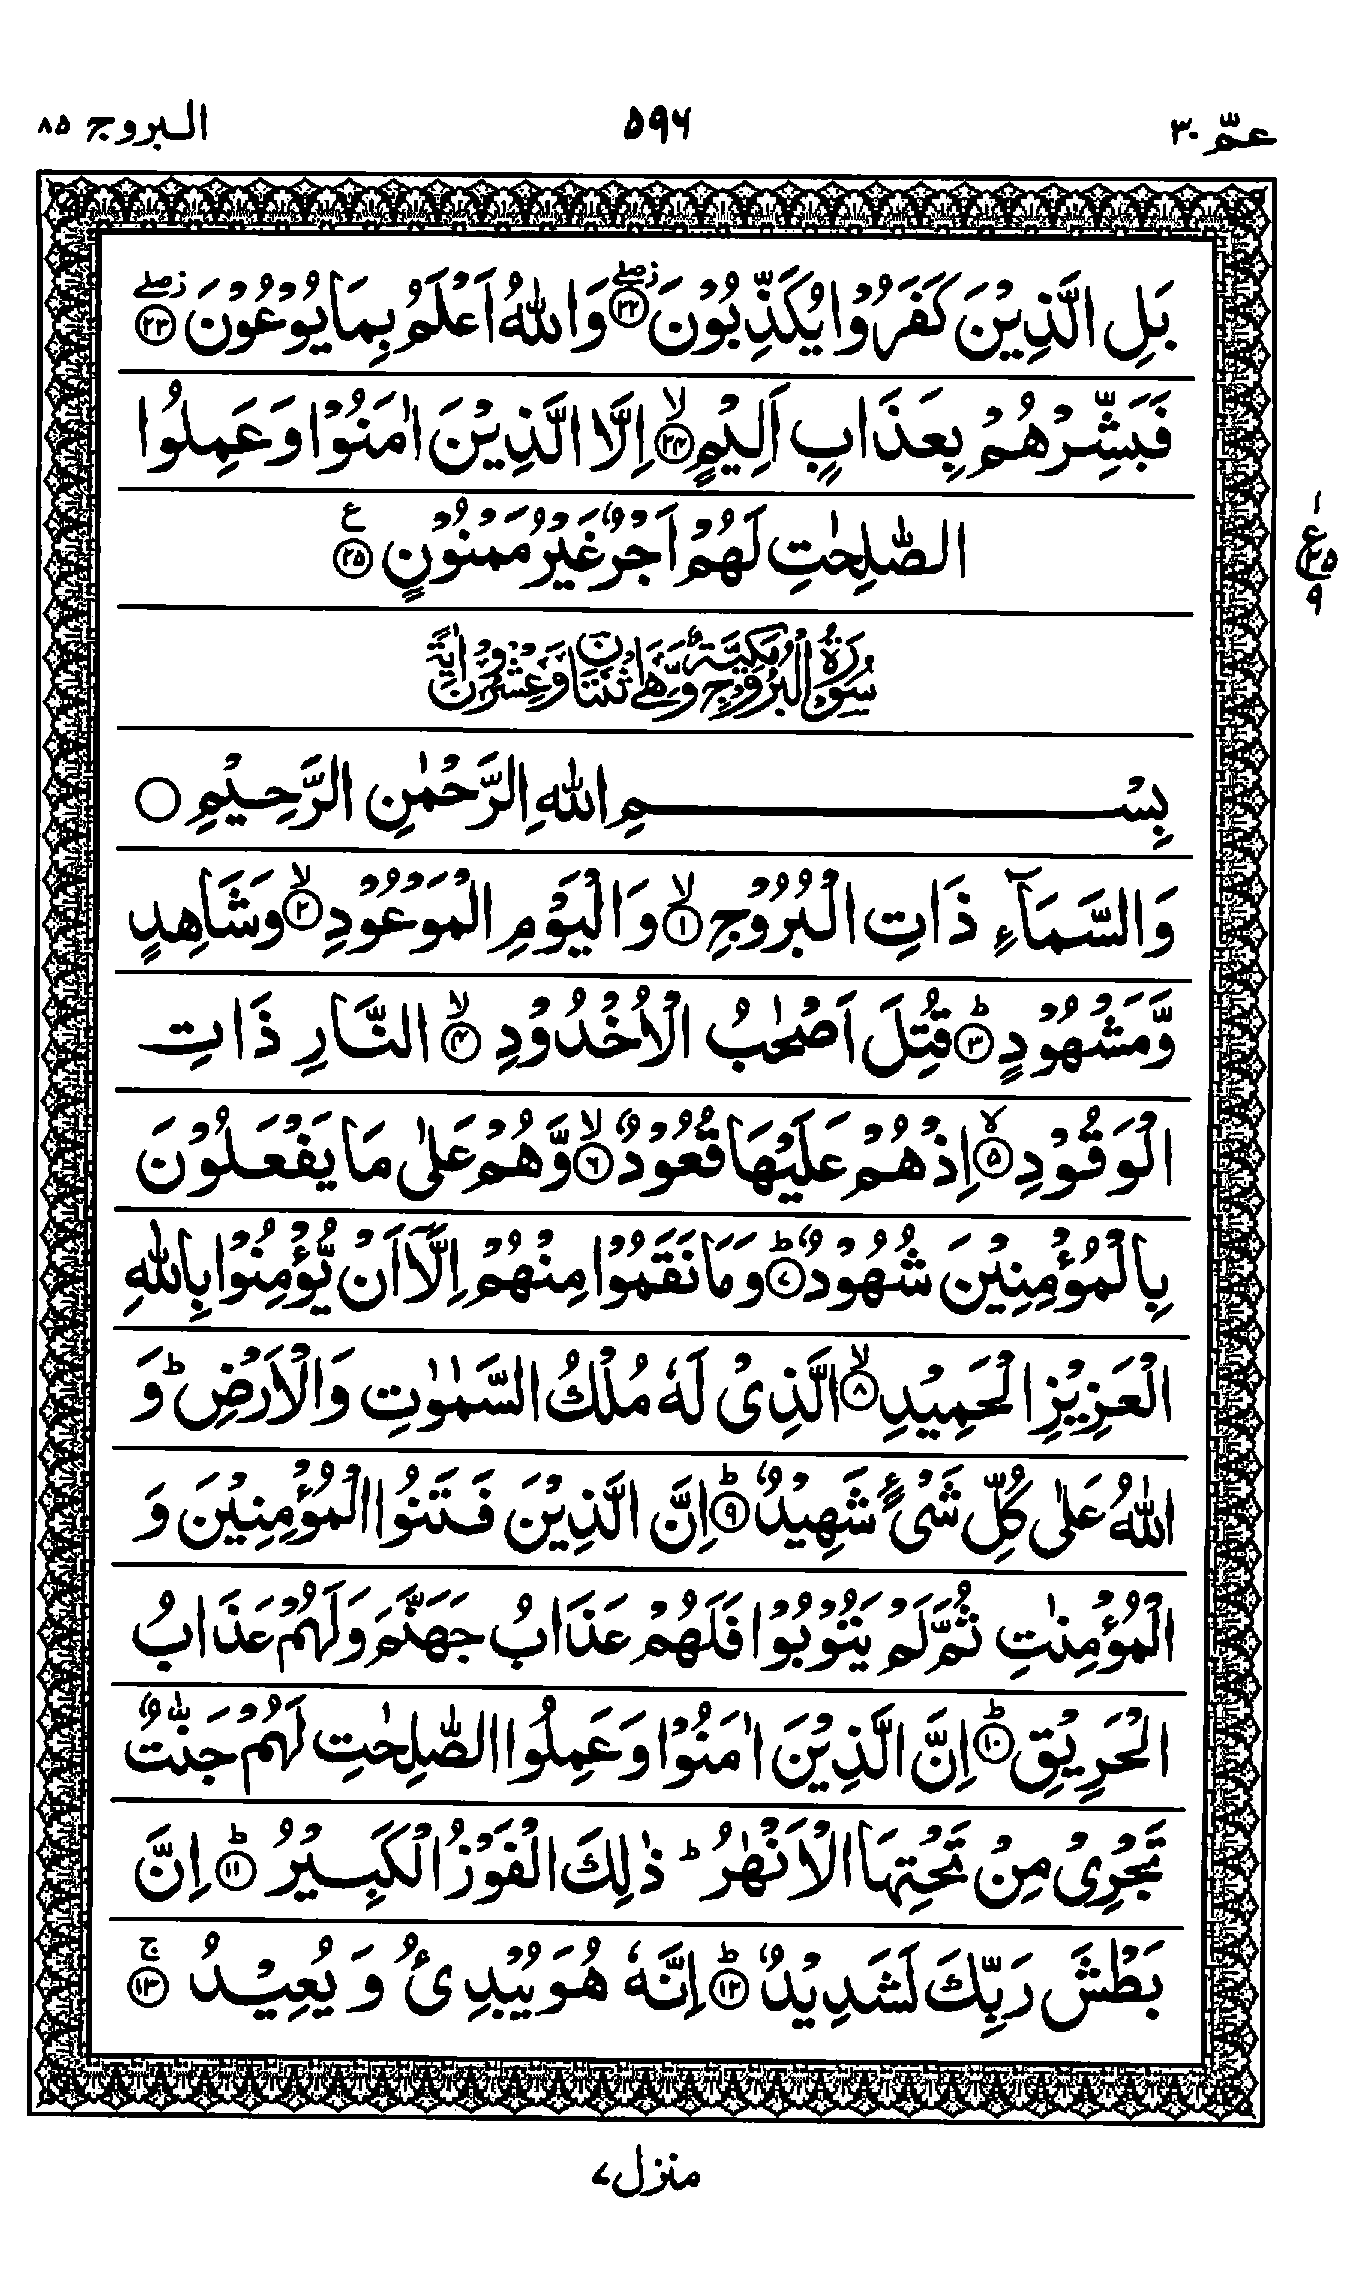 عمّ ۳۰
۵۹۶
البروج ۸۵
بَلِ الَّذِيْنَ كَفَرُوْا يُكَذِّبُوْنَ ۲۲ وَاللّٰهُ اَعْلَمُ بِمَا يُوْعُوْنَ ۲۳
فَبَشِّرْهُمْ بِعَذَابٍ اَلِيْمٍ ۲۴ اِلَّا الَّذِيْنَ اٰمَنُوْا وَعَمِلُوا
الصّٰلِحٰتِ لَهُمْ اَجْرٌ غَيْرُ مَمْنُوْنٍ ۲۵
ع ۲۵ ۹
سُوْرَةُ الْبُرُوْجِ مَكِّيَّةٌ وَّهِيَ اثْنَتَانِ وَعِشْرُوْنَ اٰيَةً
بِسْمِ اللّٰهِ الرَّحْمٰنِ الرَّحِيْمِ
وَالسَّمَآءِ ذَاتِ الْبُرُوْجِ ۱ وَالْيَوْمِ الْمَوْعُوْدِ ۲ وَشَاهِدٍ
وَّمَشْهُوْدٍ ۳ قُتِلَ اَصْحٰبُ الْاُخْدُوْدِ ۴ النَّارِ ذَاتِ
الْوَقُوْدِ ۵ اِذْ هُمْ عَلَيْهَا قُعُوْدٌ ۶ وَّهُمْ عَلٰى مَا يَفْعَلُوْنَ
بِالْمُؤْمِنِيْنَ شُهُوْدٌ ۷ وَمَا نَقَمُوْا مِنْهُمْ اِلَّآ اَنْ يُّؤْمِنُوْا بِاللّٰهِ
الْعَزِيْزِ الْحَمِيْدِ ۸ الَّذِيْ لَهٗ مُلْكُ السَّمٰوٰتِ وَالْاَرْضِ ؕ وَ
اللّٰهُ عَلٰى كُلِّ شَيْءٍ شَهِيْدٌ ۹ اِنَّ الَّذِيْنَ فَتَنُوا الْمُؤْمِنِيْنَ وَ
الْمُؤْمِنٰتِ ثُمَّ لَمْ يَتُوْبُوْا فَلَهُمْ عَذَابُ جَهَنَّمَ وَلَهُمْ عَذَابُ
الْحَرِيْقِ ۱۰ اِنَّ الَّذِيْنَ اٰمَنُوْا وَعَمِلُوا الصّٰلِحٰتِ لَهُمْ جَنّٰتٌ
تَجْرِيْ مِنْ تَحْتِهَا الْاَنْهٰرُ ؕ ذٰلِكَ الْفَوْزُ الْكَبِيْرُ ۱۱ اِنَّ
بَطْشَ رَبِّكَ لَشَدِيْدٌ ۱۲ اِنَّهٗ هُوَ يُبْدِئُ وَيُعِيْدُ ۱۳
منزل ۷